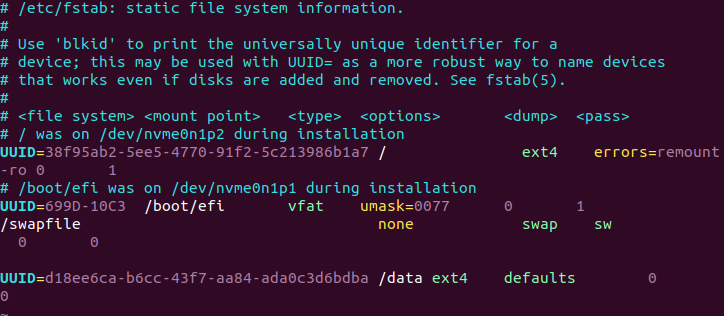 # /etc/fstab: static file system information.
#
# Use 'blkid' to print the universally unique identifier for a
# device; this may be used with UUID= as a more robust way to name devices
# that works even if disks are added and removed. See fstab(5).
#
# <file system> <mount point>   <type>  <options>       <dump>  <pass>
# / was on /dev/nvme0n1p2 during installation
UUID=38f95ab2-5ee5-4770-91f2-5c213986b1a7 /               ext4    errors=remount
-ro 0       1
# /boot/efi was on /dev/nvme0n1p1 during installation
UUID=699D-10C3  /boot/efi       vfat    umask=0077      0       1
/swapfile                                 none            swap    sw
  0       0
UUID=d18ee6ca-b6cc-43f7-aa84-ada0c3d6bdba /data ext4    defaults        0
0
~